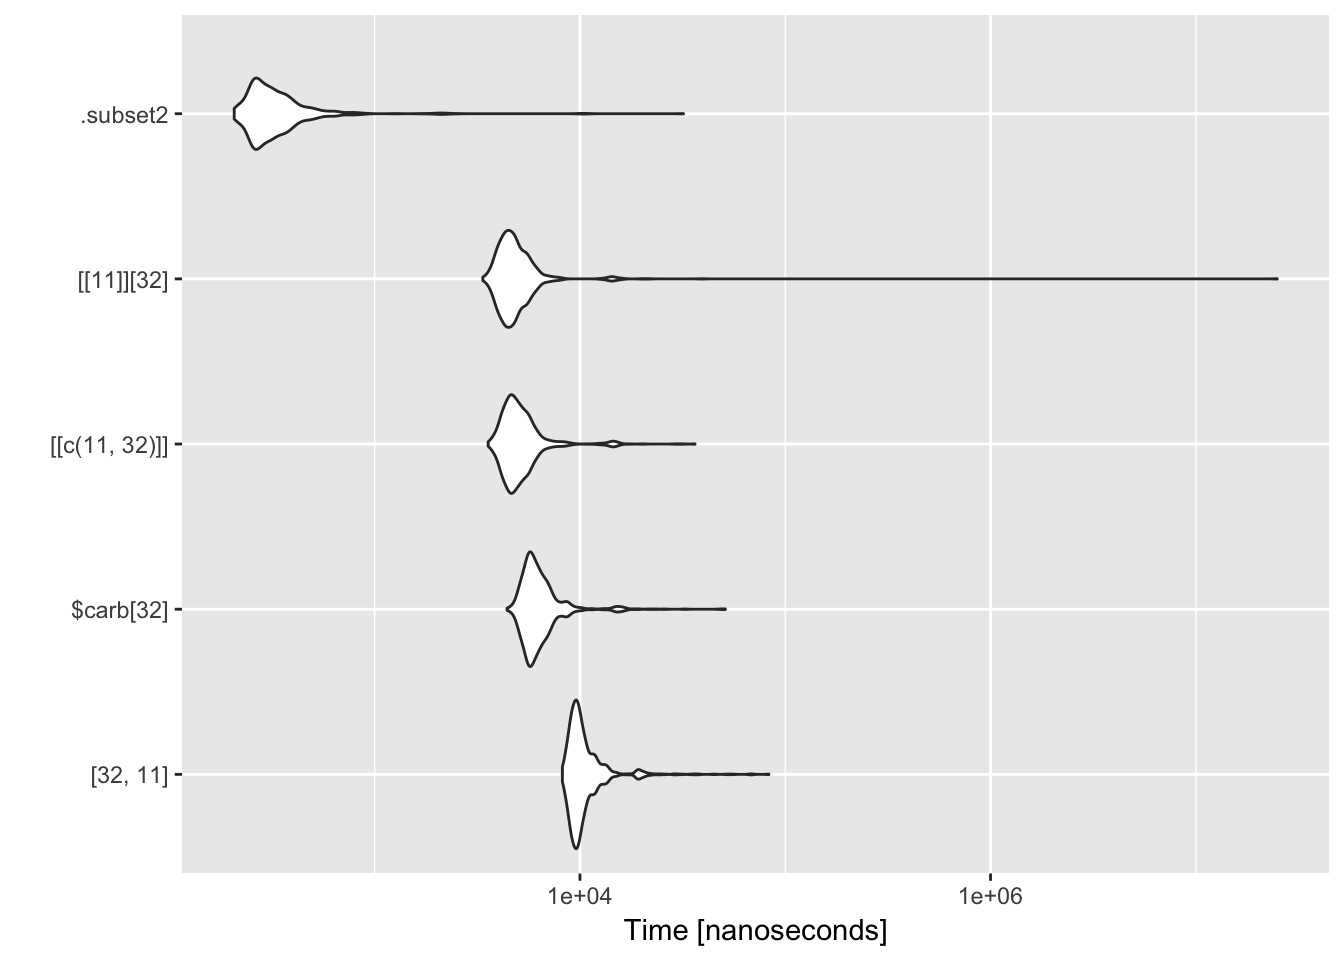 .subset2
[[11]][32]
[[c(11, 32)]]
$carb[32]
[32, 11]
1e+04 1e+06
Time [nanoseconds]